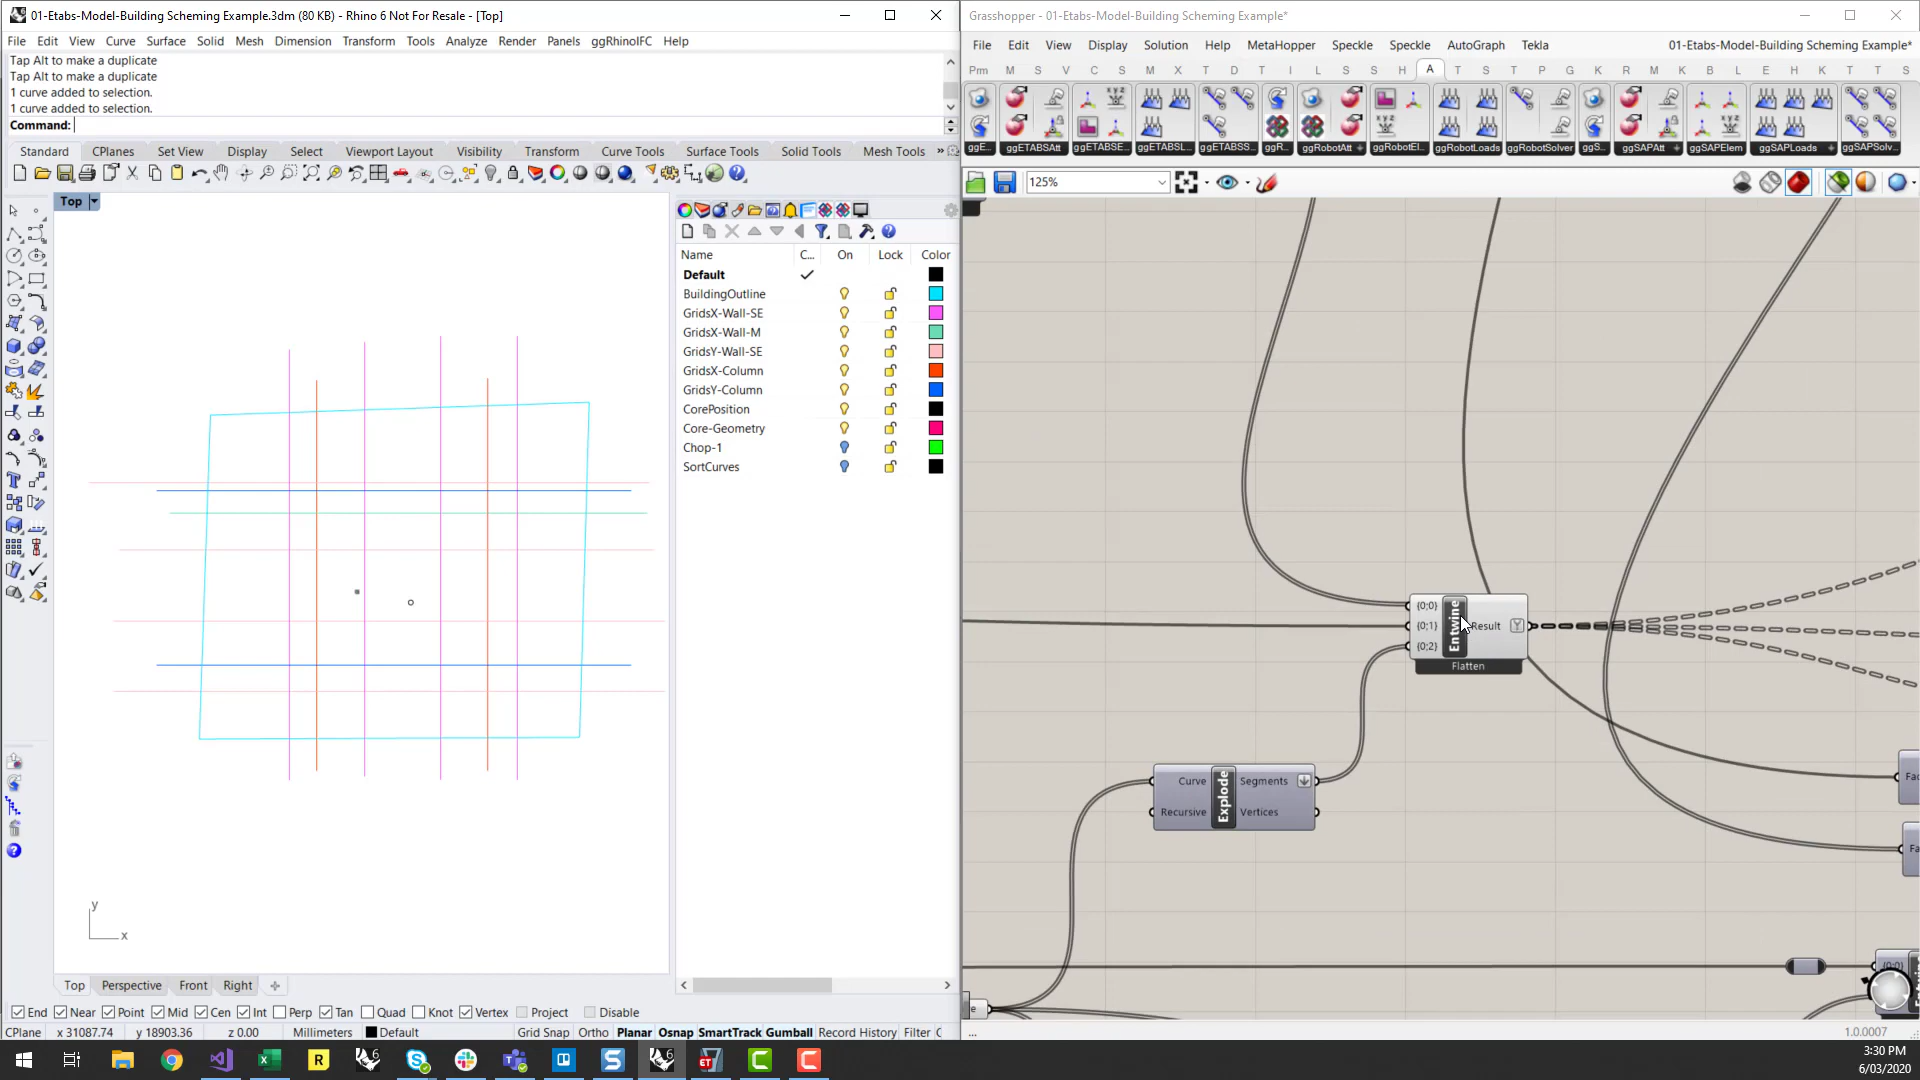 01-Etabs-Model-Building Scheming Example.3dm (80 KB) - Rhino 6 Not For Resale - [Top]
File Edit View Curve Surface Solid Mesh Dimension Transform Tools Analyze Render Panels ggRhinoIFC Help
Tap Alt to make a duplicate
Tap Alt to make a duplicate
1 curve added to selection.
1 curve added to selection.
Command:
Standard CPlanes Set View Display Select Viewport Layout Visibility Transform Curve Tools Surface Tools Solid Tools Mesh Tools »
Top
Name C... On Lock Color
Default
BuildingOutline
GridsX-Wall-SE
GridsX-Wall-M
GridsY-Wall-SE
GridsX-Column
GridsY-Column
CorePosition
Core-Geometry
Chop-1
SortCurves
y
x
Top Perspective Front Right
End Near Point Mid Cen Int Perp Tan Quad Knot Vertex Project Disable
CPlane x 31087.74 y 18903.36 z 0.00 Millimeters Default Grid Snap Ortho Planar Osnap SmartTrack Gumball Record History Filter C
Grasshopper - 01-Etabs-Model-Building Scheming Example*
File Edit View Display Solution Help MetaHopper Speckle Speckle AutoGraph Tekla 01-Etabs-Model-Building Scheming Example*
Prm M S V C S S M X T D T I L S S H A T S T P G K R M K B L E H K T T S
ggE... ggETABSAtt ggETABSE... ggETABSL... ggETABSS... ggR... ggRobotAtt ggRobotEl... ggRobotLoads ggRobotSolver ggS... ggSAPAtt ggSAPElem ggSAPLoads ggSAPSolv...
125%
{0;0}
{0;1}
{0;2}
Entwine
Result
Flatten
Curve
Recursive
Explode
Segments
Vertices
Fac
Fa
{0;0}
e
... 1.0.0007
3:30 PM
6/03/2020